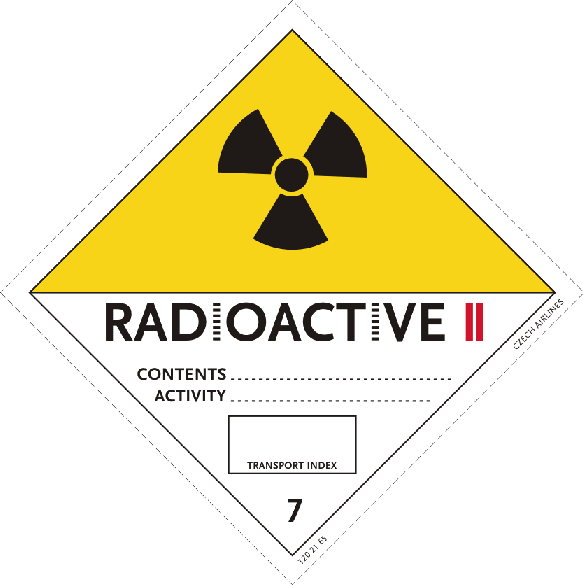 RADIOACTIVE II
CZECH AIRLINES
CONTENTS ........................................
ACTIVITY ....................................
TRANSPORT INDEX
7